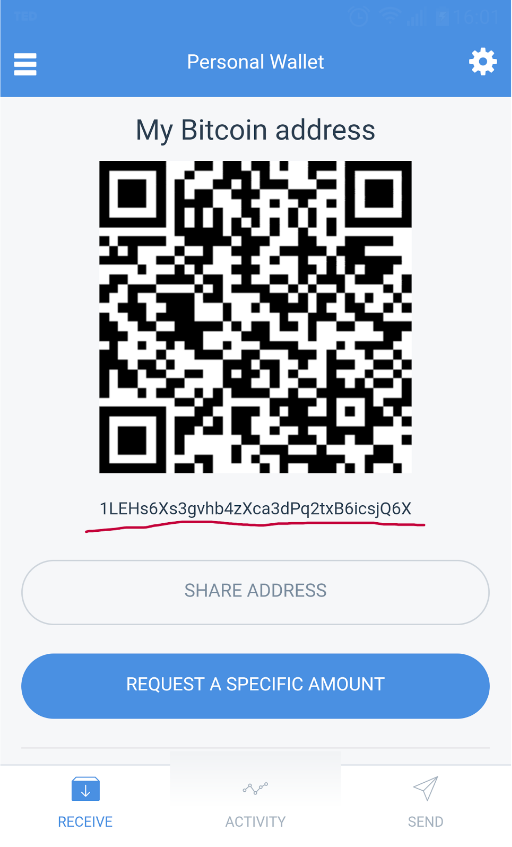 16:01
Personal Wallet
My Bitcoin address
1LEHs6Xs3gvhb4zXca3dPq2txB6icsjQ6X
SHARE ADDRESS
REQUEST A SPECIFIC AMOUNT
RECEIVE
ACTIVITY
SEND